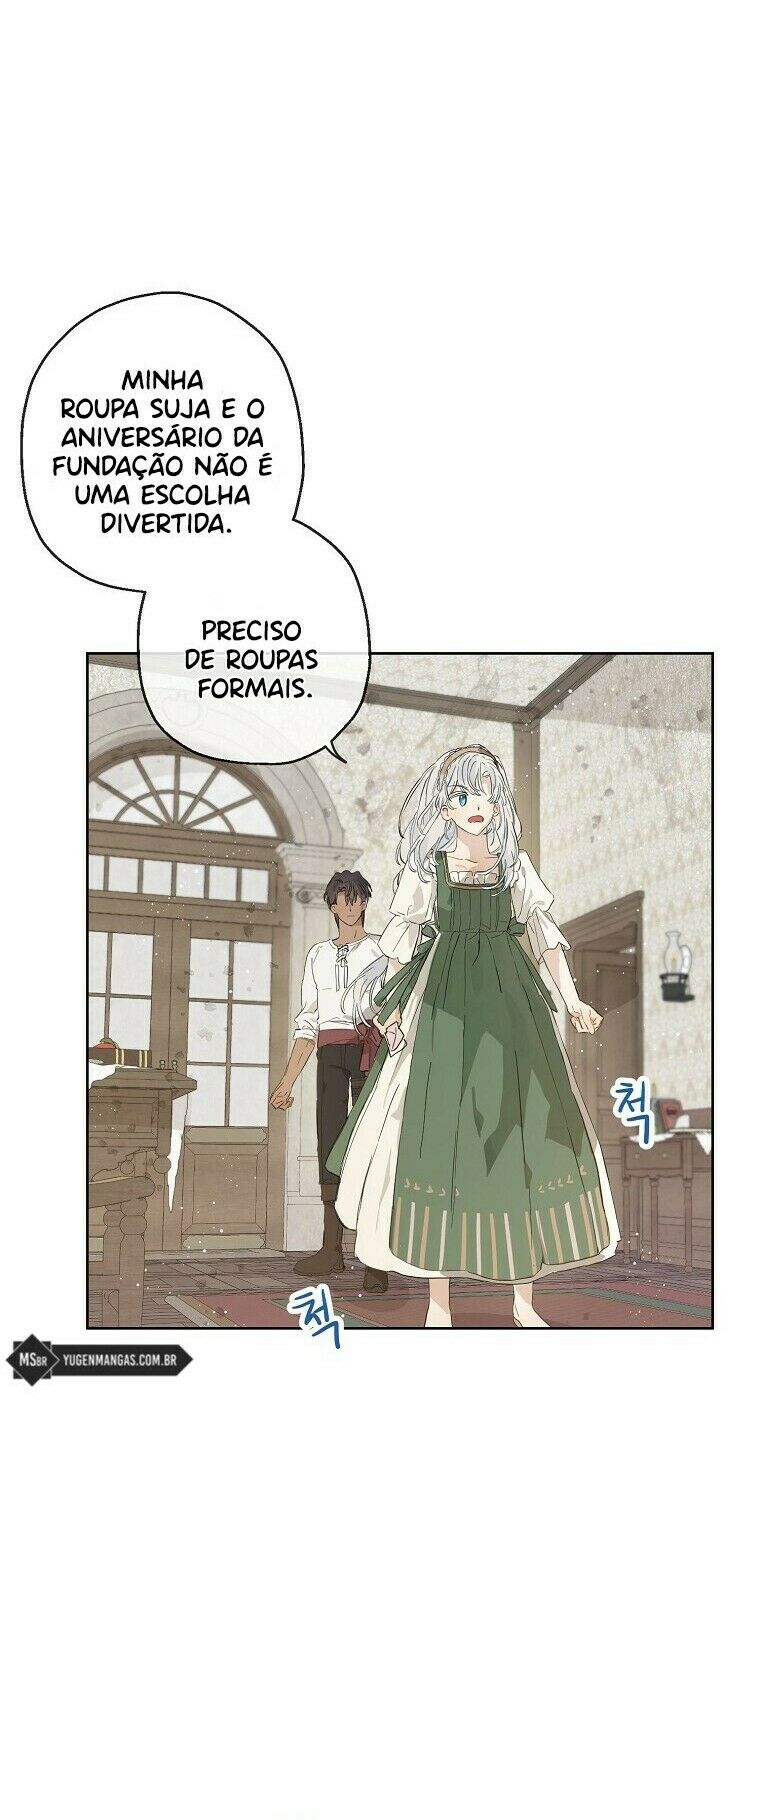 MINHA
ROUPA SUJA E O
ANIVERSÁRIO DA
FUNDAÇÃO NÃO É
UMA ESCOLHA
DIVERTIDA.
PRECISO
DE ROUPAS
FORMAIS.
척
척
MSBR YUGENMANGAS.COM.BR